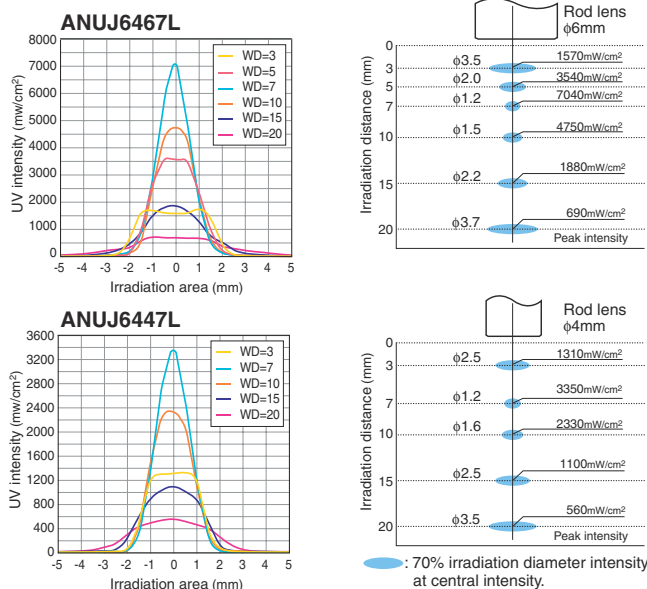 ANUJ6467L
8000
7000
6000
5000
4000
3000
2000
1000
0
UV intensity (mw/cm²)
WD=3
WD=5
WD=7
WD=10
WD=15
WD=20
-5 -4 -3 -2 -1 0 1 2 3 4 5
Irradiation area (mm)
Rod lens
φ6mm
Irradiation distance (mm)
0
3
5
7
10
15
20
φ3.5 1570mW/cm²
φ2.0 3540mW/cm²
φ1.2 7040mW/cm²
φ1.5 4750mW/cm²
φ2.2 1880mW/cm²
φ3.7 690mW/cm²
Peak intensity
ANUJ6447L
3600
3200
2800
2400
2000
1600
1200
800
400
0
UV intensity (mw/cm²)
WD=3
WD=7
WD=10
WD=15
WD=20
-5 -4 -3 -2 -1 0 1 2 3 4 5
Irradiation area (mm)
Rod lens
φ4mm
Irradiation distance (mm)
0
3
7
10
15
20
φ2.5 1310mW/cm²
φ1.2 3350mW/cm²
φ1.6 2330mW/cm²
φ2.5 1100mW/cm²
φ3.5 560mW/cm²
Peak intensity
: 70% irradiation diameter intensity
at central intensity.